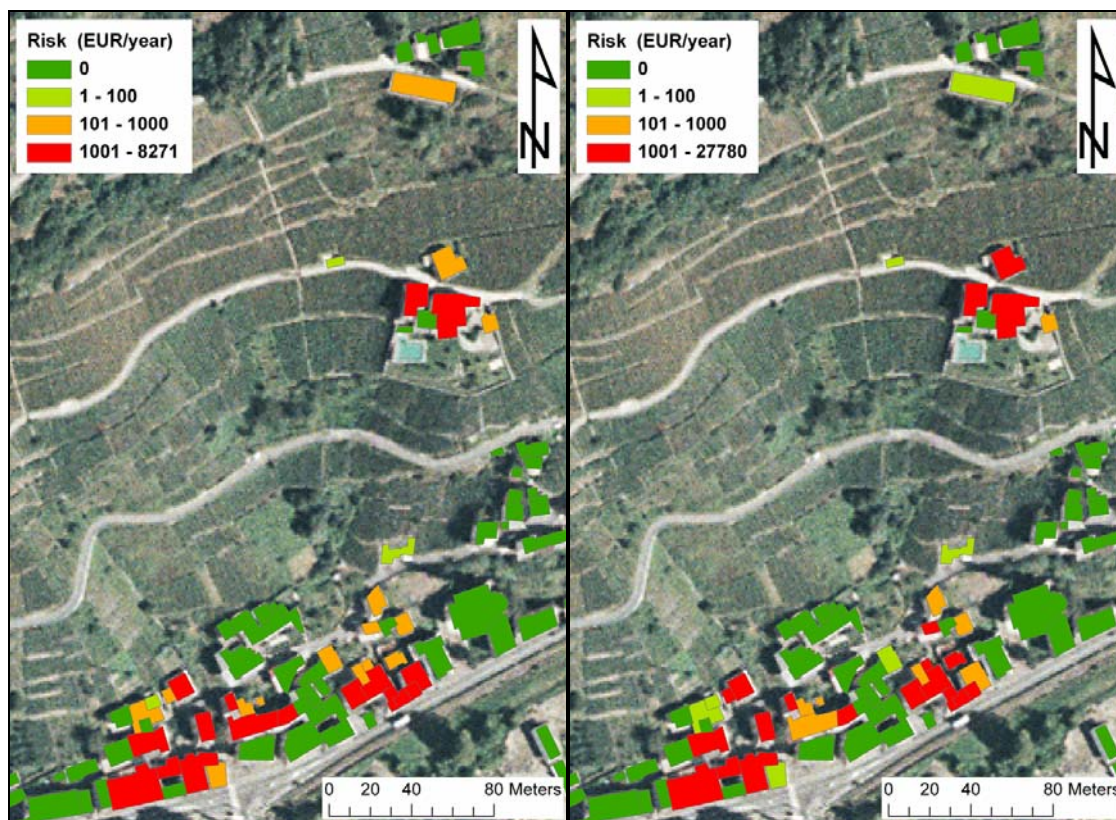 Risk (EUR/year)
0
1 - 100
101 - 1000
1001 - 8271
N
0 20 40 80 Meters
Risk (EUR/year)
0
1 - 100
101 - 1000
1001 - 27780
N
0 20 40 80 Meters